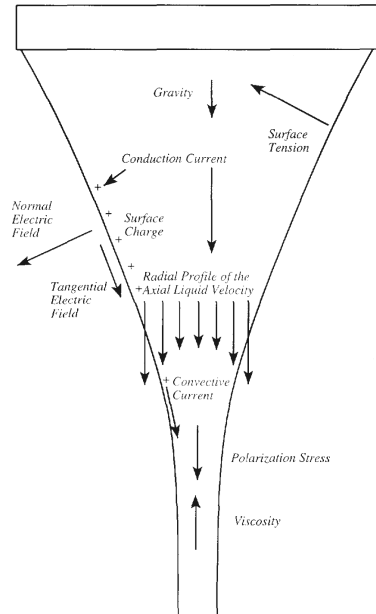 Gravity
Surface
Tension
Conduction Current
+
Normal
Electric
Field
+
Surface
Charge
+
+
Tangential
Electric
Field
Radial Profile of the
+ Axial Liquid Velocity
+ Convective
Current
Polarization Stress
Viscosity